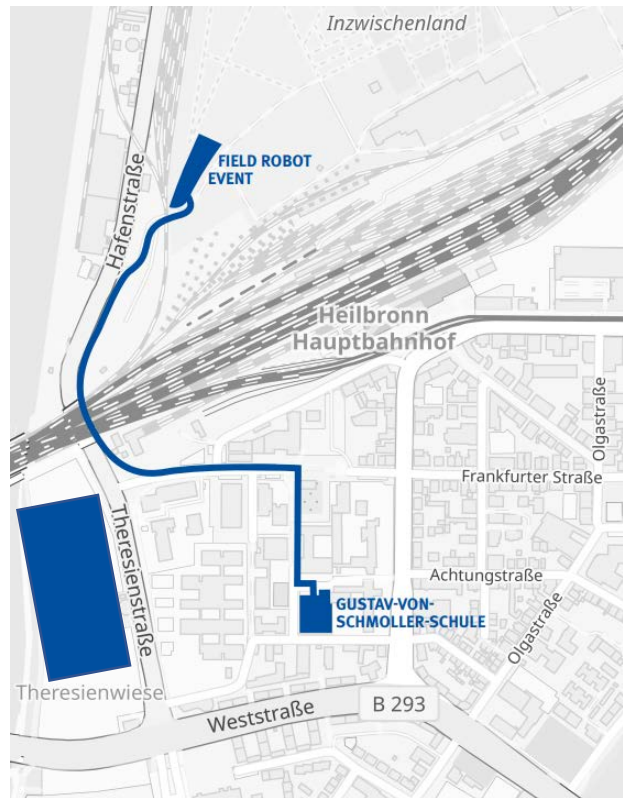 Inzwischenland
FIELD ROBOT
EVENT
Hafenstraße
Heilbronn
Hauptbahnhof
Olgastraße
Frankfurter Straße
Theresienstraße
Achtungstraße
GUSTAV-VON-
SCHMOLLER-SCHULE
Olgastraße
Theresienwiese
Weststraße
B 293